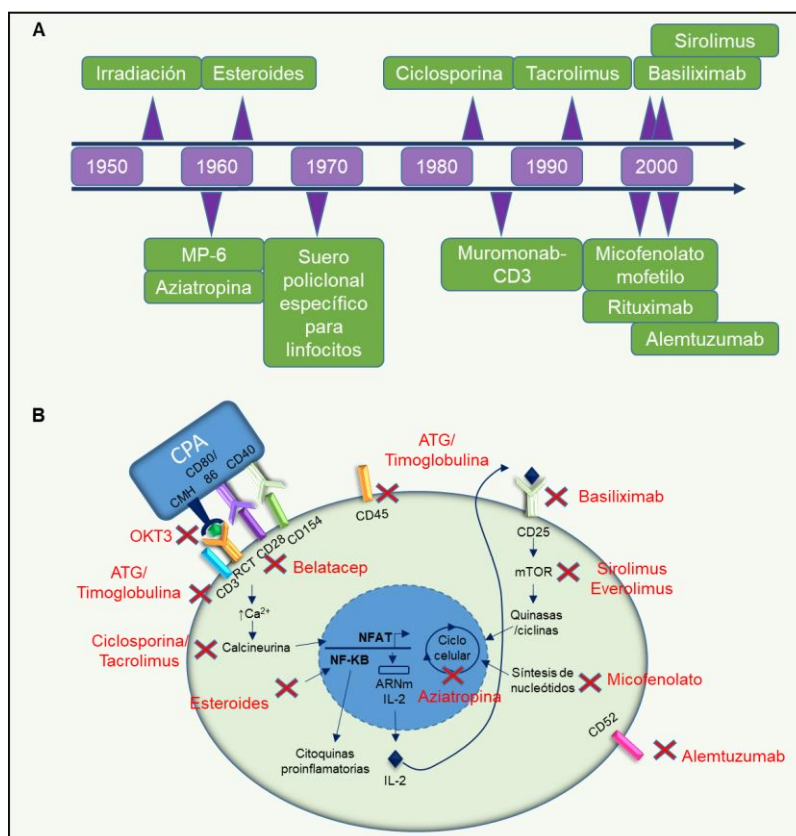 A
Sirolimus
Irradiación
Esteroides
Ciclosporina
Tacrolimus
Basiliximab
1950
1960
1970
1980
1990
2000
MP-6
Aziatropina
Suero
policlonal
específico
para
linfocitos
Muromonab-
CD3
Micofenolato
mofetilo
Rituximab
Alemtuzumab
B
CPA
CMH
CD80/
86
CD40
OKT3
ATG/
Timoglobulina
CD3
RCT
CD28
CD154
Belatacep
ATG/
Timoglobulina
CD45
Basiliximab
CD25
mTOR
Sirolimus
Everolimus
Quinasas
/ciclinas
↑Ca²⁺
Ciclosporina/
Tacrolimus
Calcineurina
NFAT
NF-KB
Ciclo
celular
ARNm
IL-2
Aziatropina
Síntesis de
nucleótidos
Micofenolato
Esteroides
Citoquinas
proinflamatorias
IL-2
CD52
Alemtuzumab